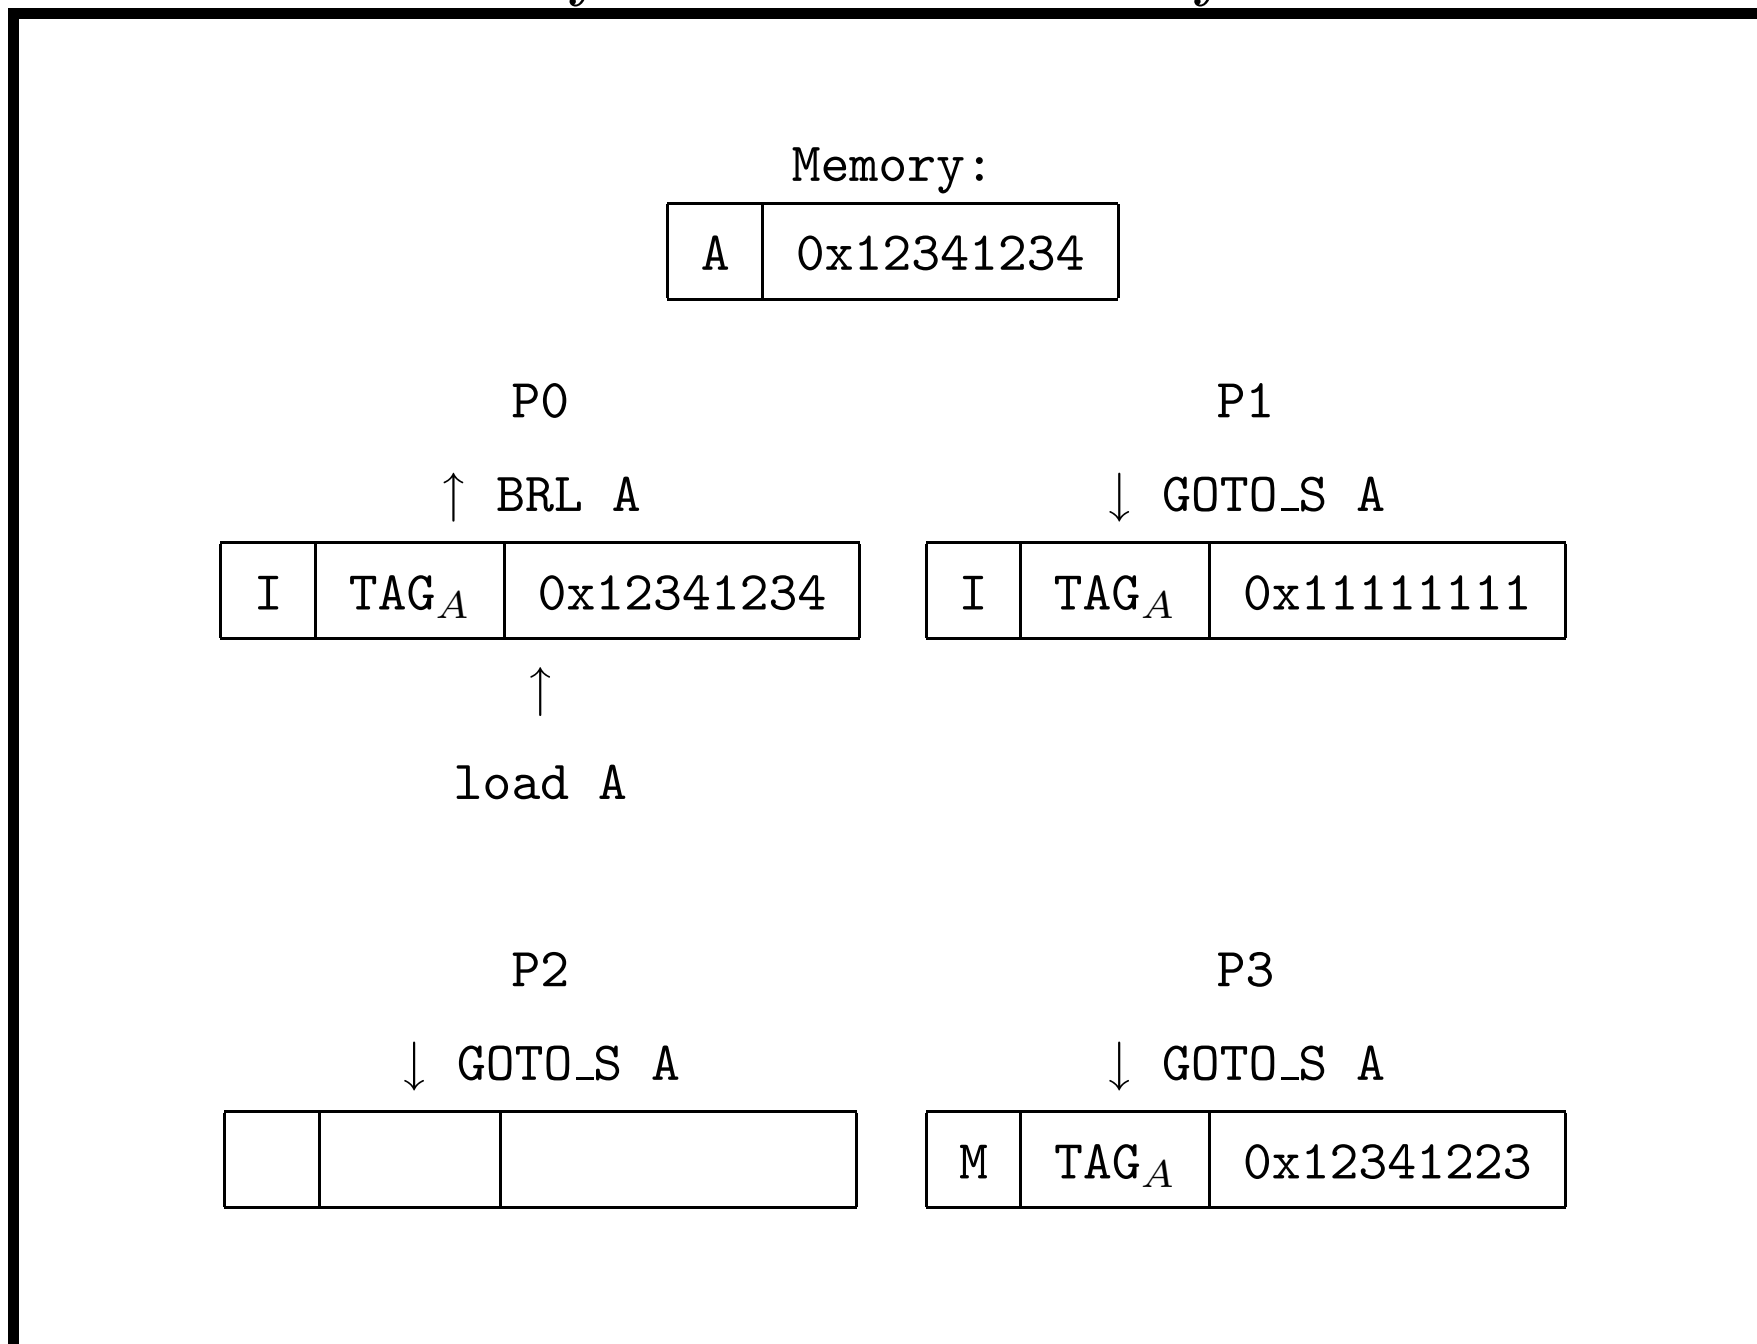 Memory:
A 0x12341234
P0 P1
↑ BRL A ↓ GOTO_S A
I TAG_A 0x12341234 I TAG_A 0x11111111
↑
load A
P2 P3
↓ GOTO_S A ↓ GOTO_S A
M TAG_A 0x12341223